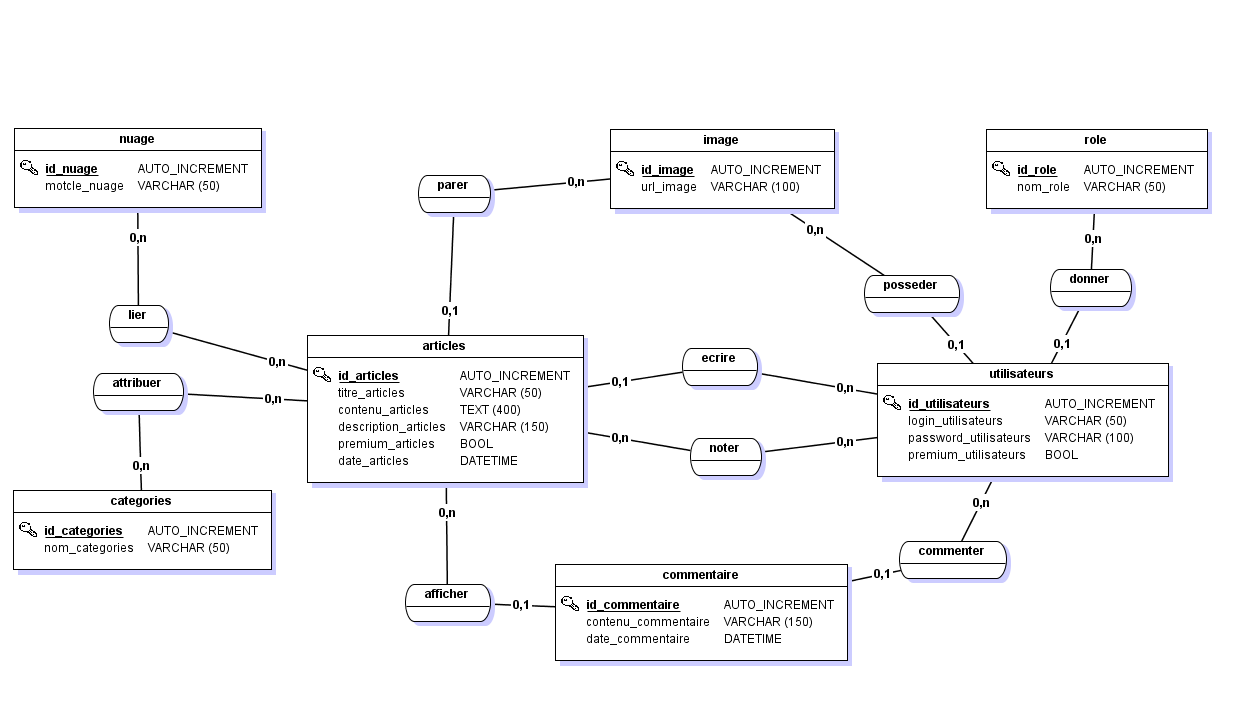 nuage
id_nuage AUTO_INCREMENT
motcle_nuage VARCHAR (50)
image
id_image AUTO_INCREMENT
url_image VARCHAR (100)
role
id_role AUTO_INCREMENT
nom_role VARCHAR (50)
parer
0,n
0,n
0,n
0,n
posseder
donner
lier
0,1
0,1
0,1
0,n
articles
id_articles AUTO_INCREMENT
titre_articles VARCHAR (50)
contenu_articles TEXT (400)
description_articles VARCHAR (150)
premium_articles BOOL
date_articles DATETIME
ecrire
0,1
0,n
utilisateurs
id_utilisateurs AUTO_INCREMENT
login_utilisateurs VARCHAR (50)
password_utilisateurs VARCHAR (100)
premium_utilisateurs BOOL
attribuer
0,n
0,n
noter
0,n
0,n
0,n
0,n
categories
id_categories AUTO_INCREMENT
nom_categories VARCHAR (50)
commenter
afficher
0,1
0,1
commentaire
id_commentaire AUTO_INCREMENT
contenu_commentaire VARCHAR (150)
date_commentaire DATETIME